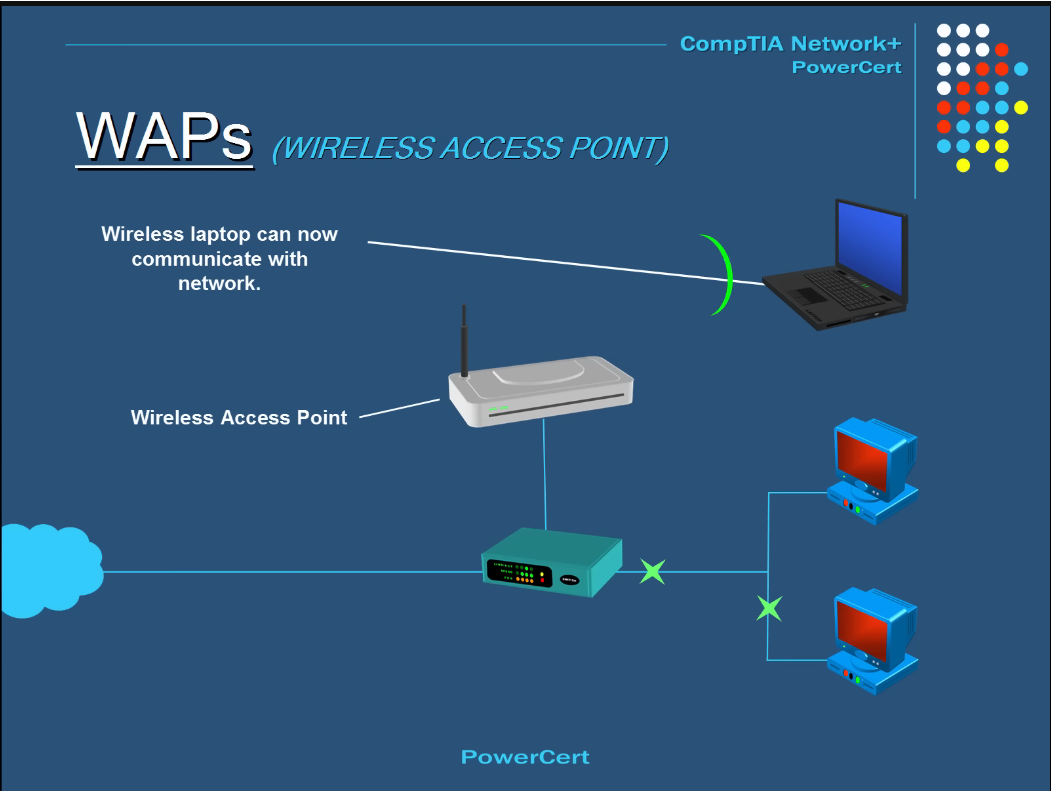 CompTIA Network+
PowerCert
WAPs (WIRELESS ACCESS POINT)
Wireless laptop can now
communicate with
network.
Wireless Access Point
PowerCert